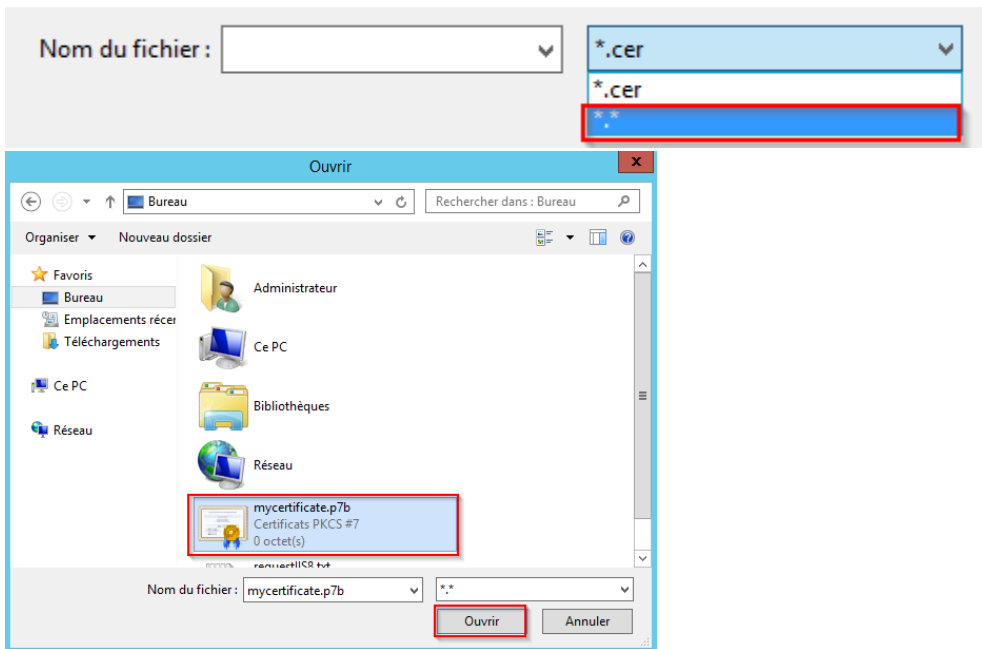 Nom du fichier :
*.cer
*.cer
*.*
Ouvrir
x
Bureau
Rechercher dans : Bureau
Organiser
Nouveau dossier
Favoris
Bureau
Emplacements récer
Téléchargements
Ce PC
Réseau
Administrateur
Ce PC
Bibliothèques
Réseau
mycertificate.p7b
Certificats PKCS #7
0 octet(s)
requestIIS8.txt
Nom du fichier :
mycertificate.p7b
*.*
Ouvrir
Annuler